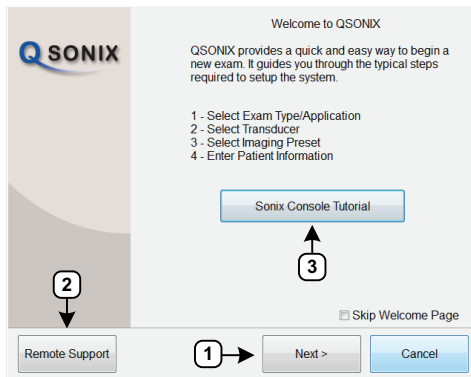 Welcome to QSONIX
Q SONIX
QSONIX provides a quick and easy way to begin a
new exam. It guides you through the typical steps
required to setup the system.
1 - Select Exam Type/Application
2 - Select Transducer
3 - Select Imaging Preset
4 - Enter Patient Information
Sonix Console Tutorial
3
2
Skip Welcome Page
Remote Support
1
Next >
Cancel